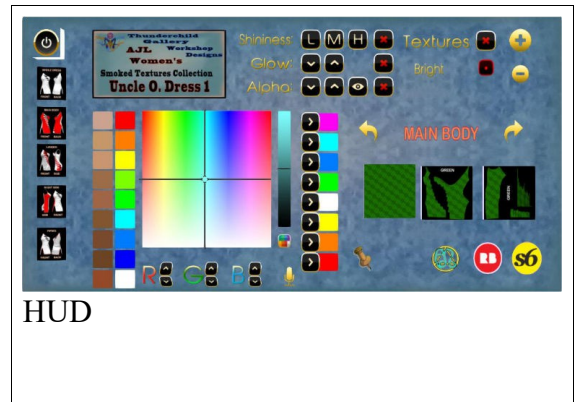 Thunderchild
Gallery
AJL Workshop
Designs
Women's
Smoked Textures Collection
Uncle O. Dress 1
Shininess: L M H
Glow:
Alpha:
Textures
Bright
MAIN BODY
GREEN
GREEN
RB
s6
R G B
HUD